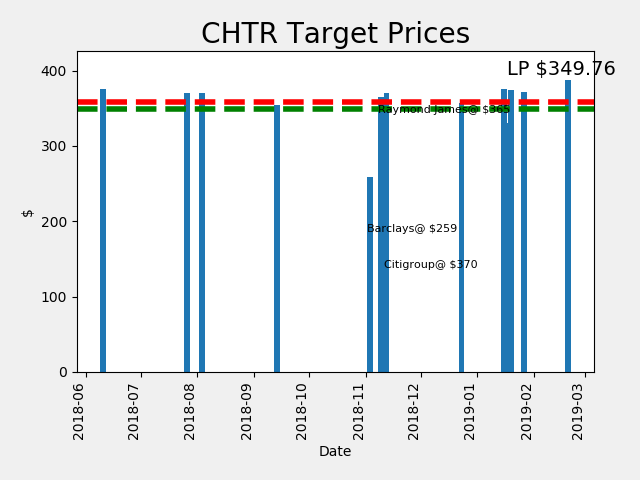 CHTR Target Prices
LP $349.76
400
300
200
100
0
$
Raymond James@ $365
Barclays@ $259
Citigroup@ $370
2018-06
2018-07
2018-08
2018-09
2018-10
2018-11
2018-12
2019-01
2019-02
2019-03
Date